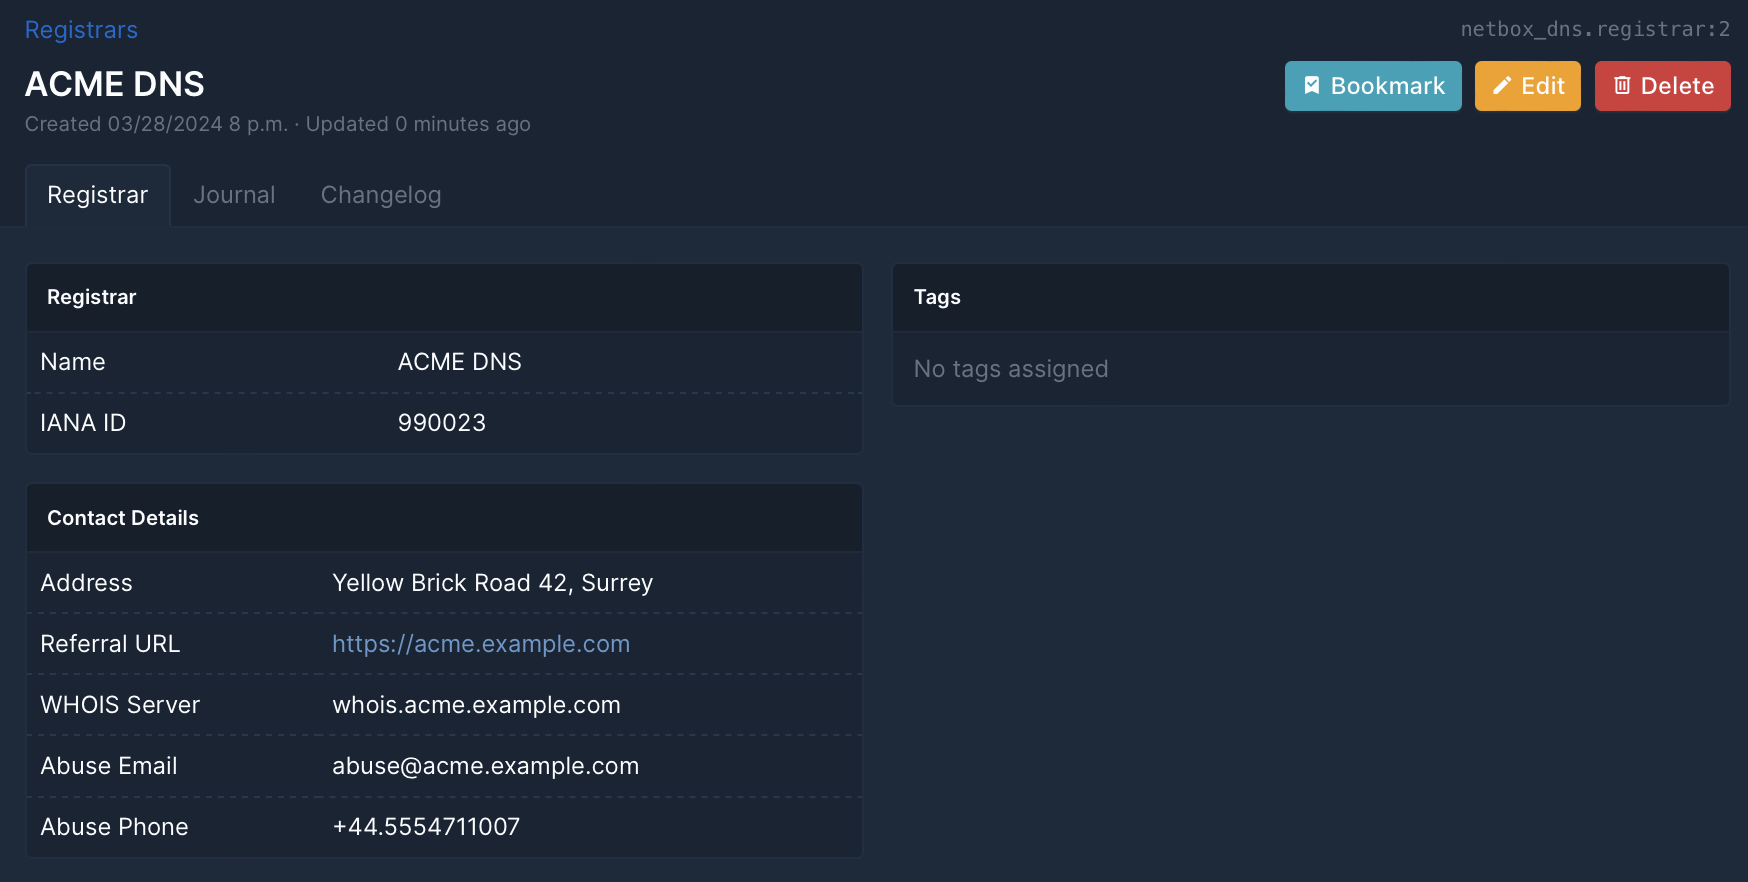 Registrars
netbox_dns.registrar:2
ACME DNS
Bookmark
Edit
Delete
Created 03/28/2024 8 p.m. · Updated 0 minutes ago
Registrar
Journal
Changelog
Registrar
Name ACME DNS
IANA ID 990023
Contact Details
Address Yellow Brick Road 42, Surrey
Referral URL https://acme.example.com
WHOIS Server whois.acme.example.com
Abuse Email abuse@acme.example.com
Abuse Phone +44.5554711007
Tags
No tags assigned